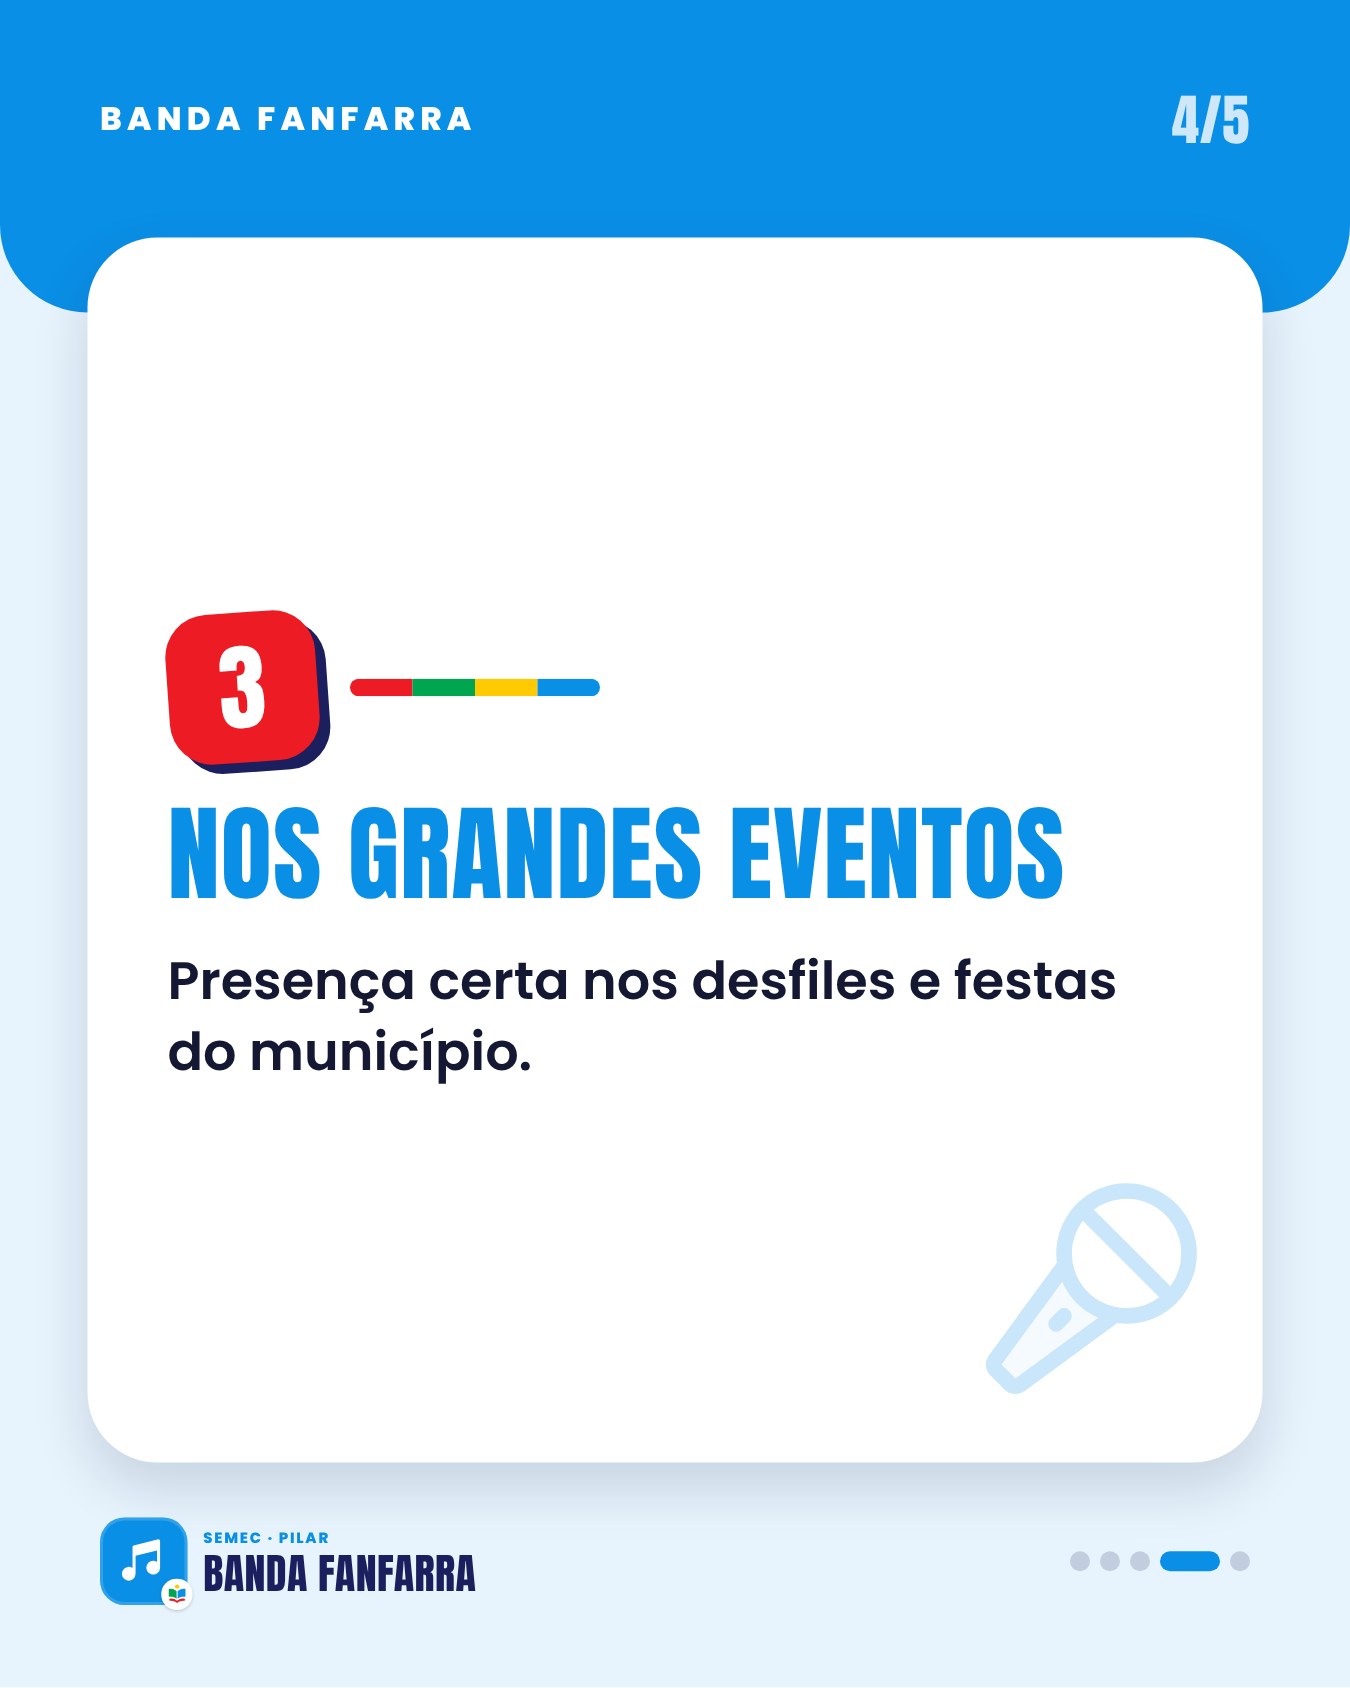 BANDA FANFARRA
4/5
3
NOS GRANDES EVENTOS
Presença certa nos desfiles e festas
do município.
SEMEC · PILAR
BANDA FANFARRA